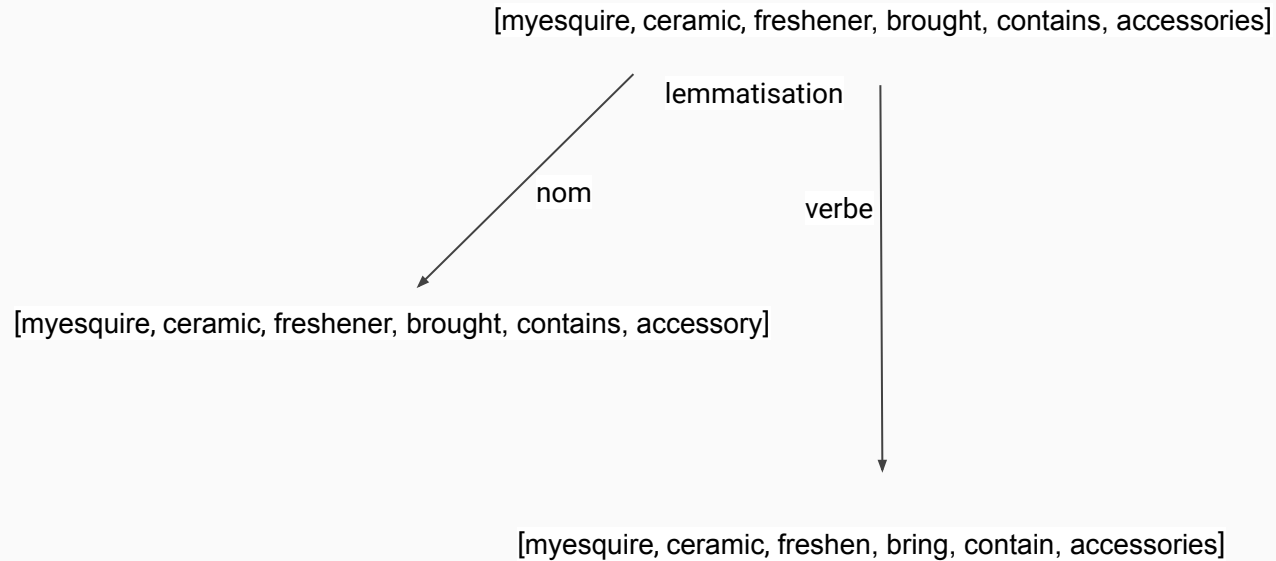 [myesquire, ceramic, freshener, brought, contains, accessories]
lemmatisation
nom
verbe
[myesquire, ceramic, freshener, brought, contains, accessory]
[myesquire, ceramic, freshen, bring, contain, accessories]